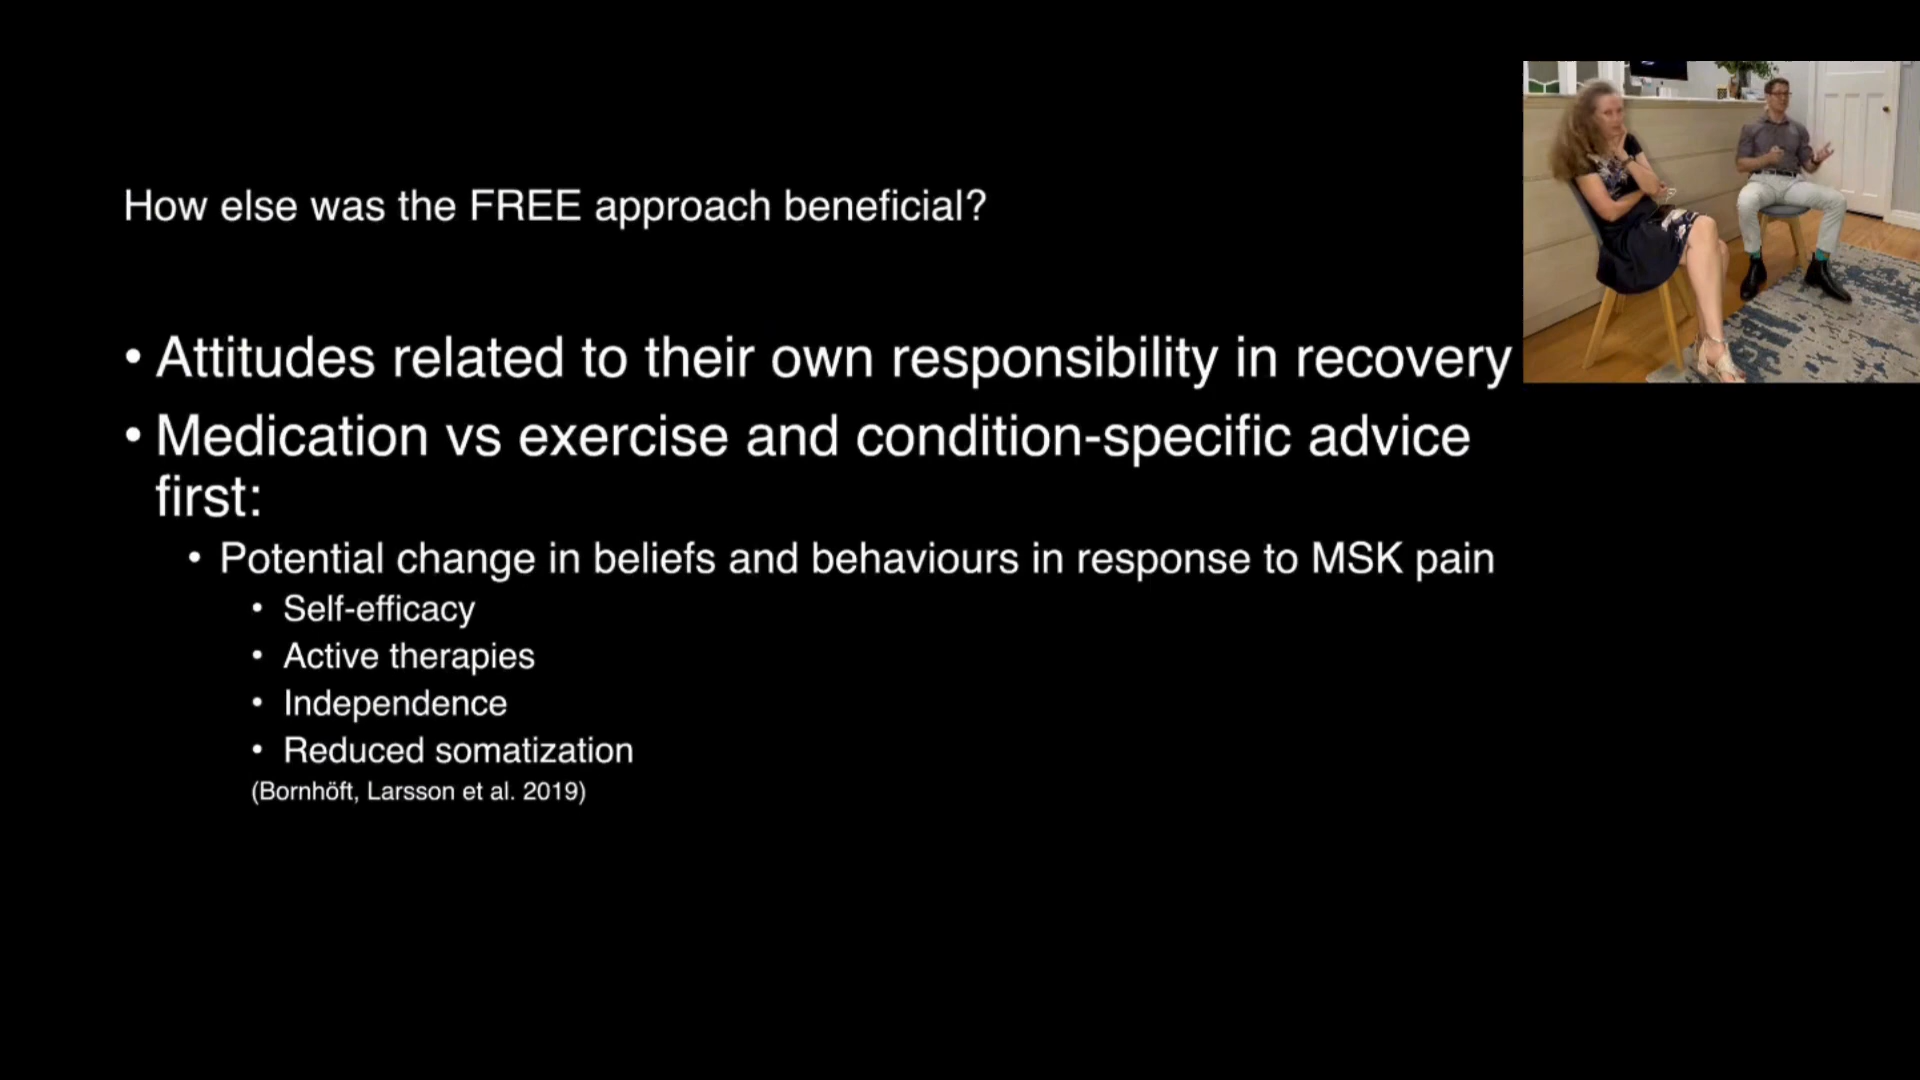 How else was the FREE approach beneficial?
• Attitudes related to their own responsibility in recovery
• Medication vs exercise and condition-specific advice
first:
• Potential change in beliefs and behaviours in response to MSK pain
• Self-efficacy
• Active therapies
• Independence
• Reduced somatization
(Bornhöft, Larsson et al. 2019)